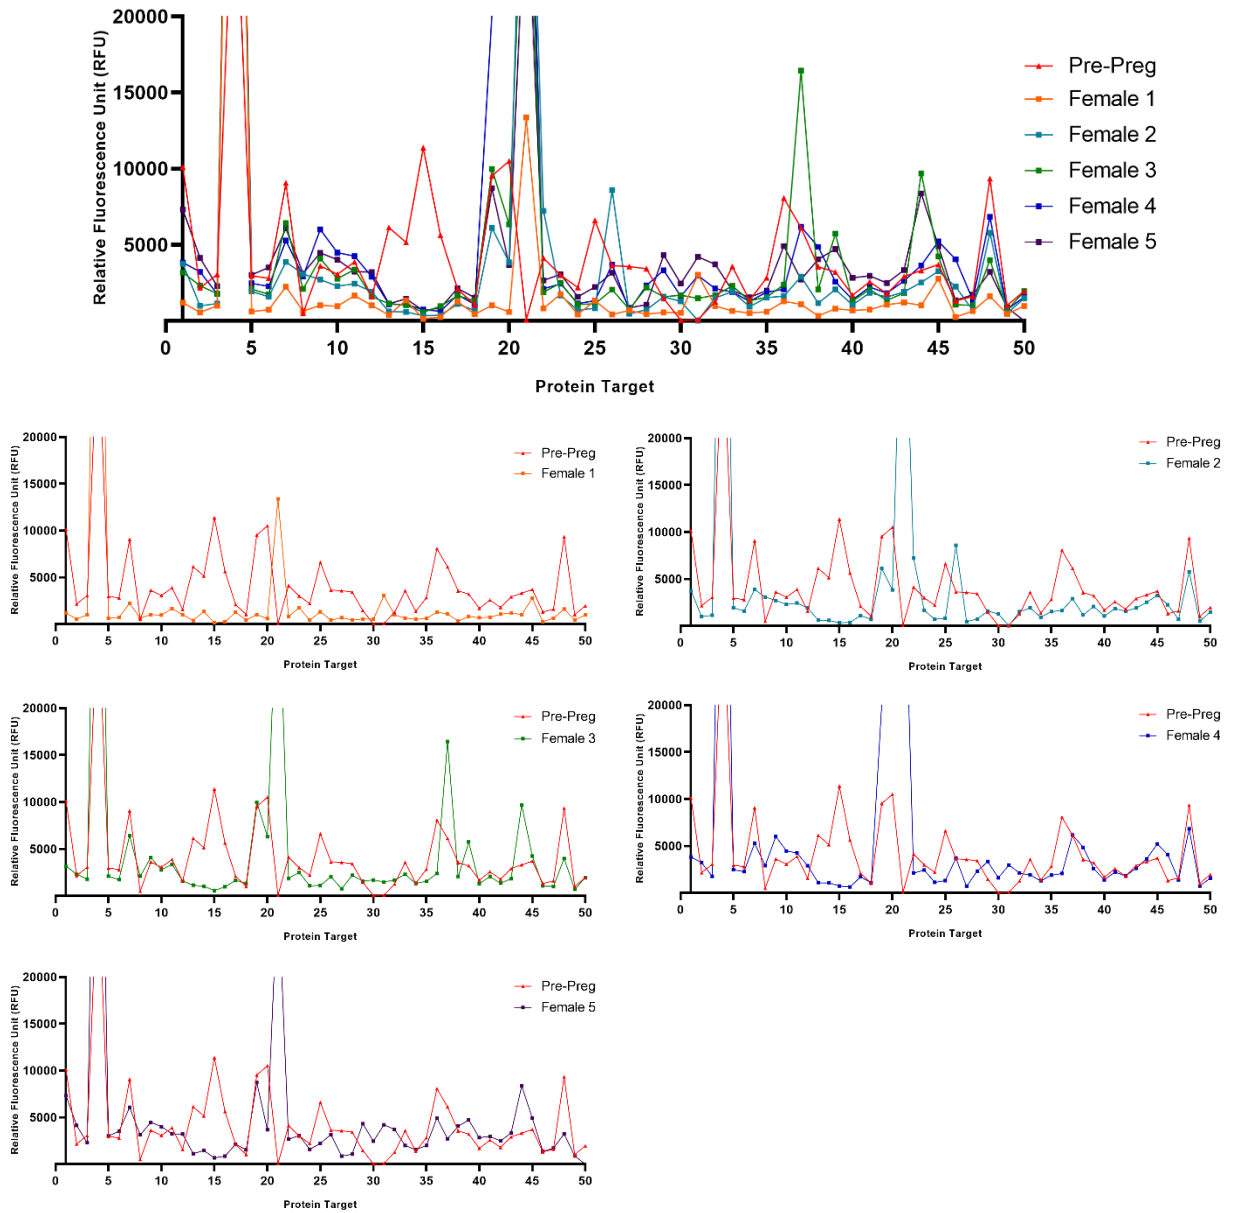 Relative Fluorescence Unit (RFU)
20000
15000
10000
5000
0 5 10 15 20 25 30 35 40 45 50
Protein Target
Pre-Preg
Female 1
Female 2
Female 3
Female 4
Female 5
Relative Fluorescence Unit (RFU)
20000
15000
10000
5000
0 5 10 15 20 25 30 35 40 45 50
Protein Target
Pre-Preg
Female 1
Relative Fluorescence Unit (RFU)
20000
15000
10000
5000
0 5 10 15 20 25 30 35 40 45 50
Protein Target
Pre-Preg
Female 2
Relative Fluorescence Unit (RFU)
20000
15000
10000
5000
0 5 10 15 20 25 30 35 40 45 50
Protein Target
Pre-Preg
Female 3
Relative Fluorescence Unit (RFU)
20000
15000
10000
5000
0 5 10 15 20 25 30 35 40 45 50
Protein Target
Pre-Preg
Female 4
Relative Fluorescence Unit (RFU)
20000
15000
10000
5000
0 5 10 15 20 25 30 35 40 45 50
Protein Target
Pre-Preg
Female 5